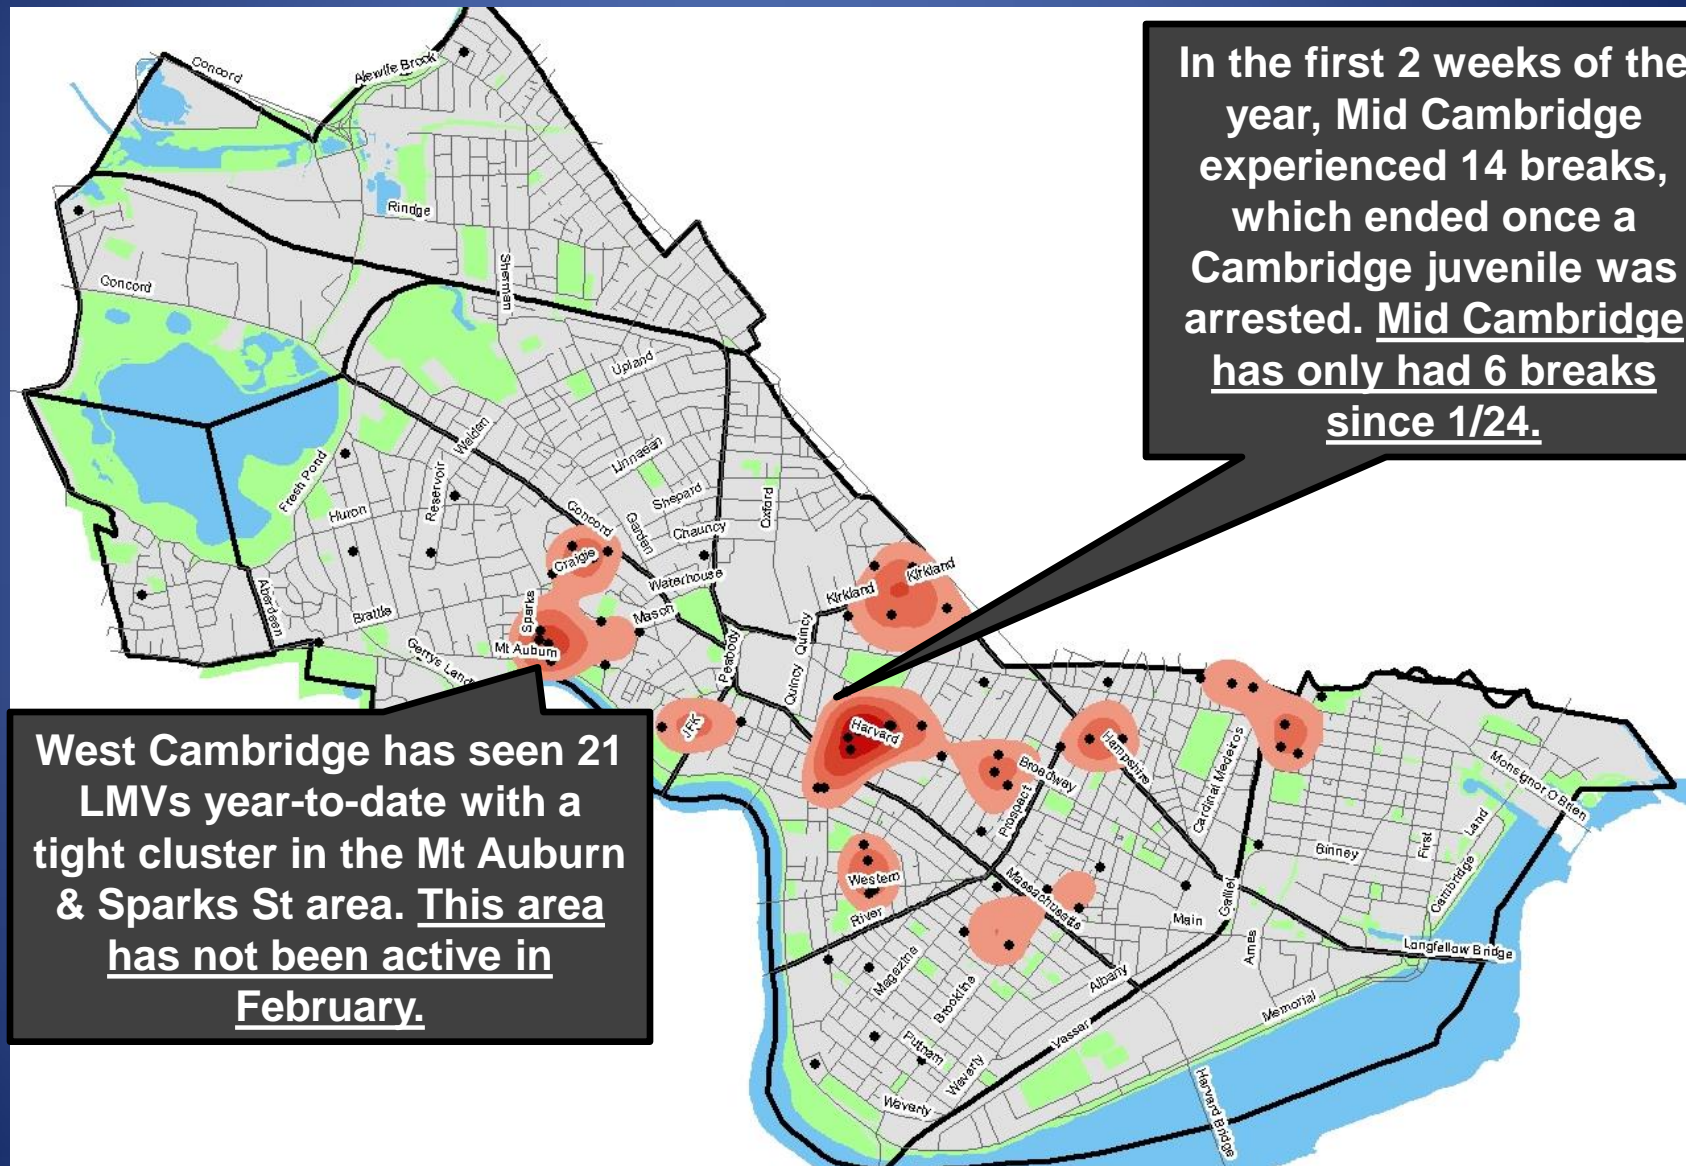 In the first 2 weeks of the
year, Mid Cambridge
experienced 14 breaks,
which ended once a
Cambridge juvenile was
arrested. Mid Cambridge
has only had 6 breaks
since 1/24.
West Cambridge has seen 21
LMVs year-to-date with a
tight cluster in the Mt Auburn
& Sparks St area. This area
has not been active in
February.
Concord
Alewife Brook
Rindge
Sherman
Concord
Upland
Walden
Linnaean
Fresh Pond
Reservoir
Huron
Shepard
Oxford
Concord
Garden
Chauncy
Craigie
Waterhouse
Kirkland
Kirkland
Aberdeen
Brattle
Sparks
Mason
Mt Auburn
Peabody
Quincy
Quincy
Gerrys Land
JFK
Harvard
Broadway
Hampshire
Cardinal Medeiros
Monsignor O'Brien
Prospect
Land
First
Binney
Cambridge
Western
Massachusetts
River
Main
Galileo
Ames
Longfellow Bridge
Magazine
Brookline
Albany
Memorial
Putnam
Vassar
Waverly
Waverly
Harvard Bridge